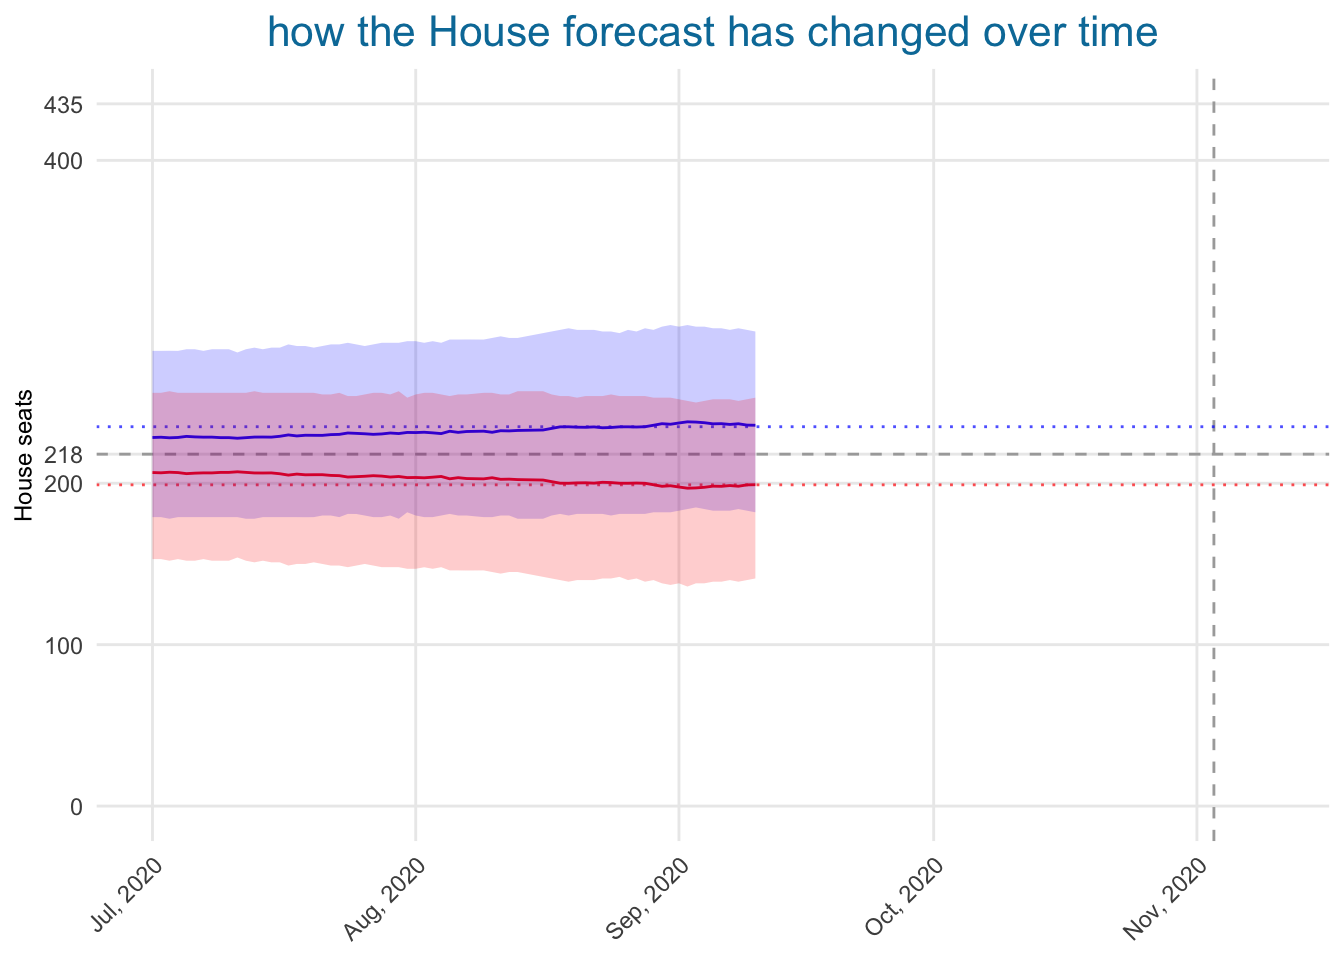 how the House forecast has changed over time
435
400
House seats
218
200
100
0
Jul, 2020
Aug, 2020
Sep, 2020
Oct, 2020
Nov, 2020